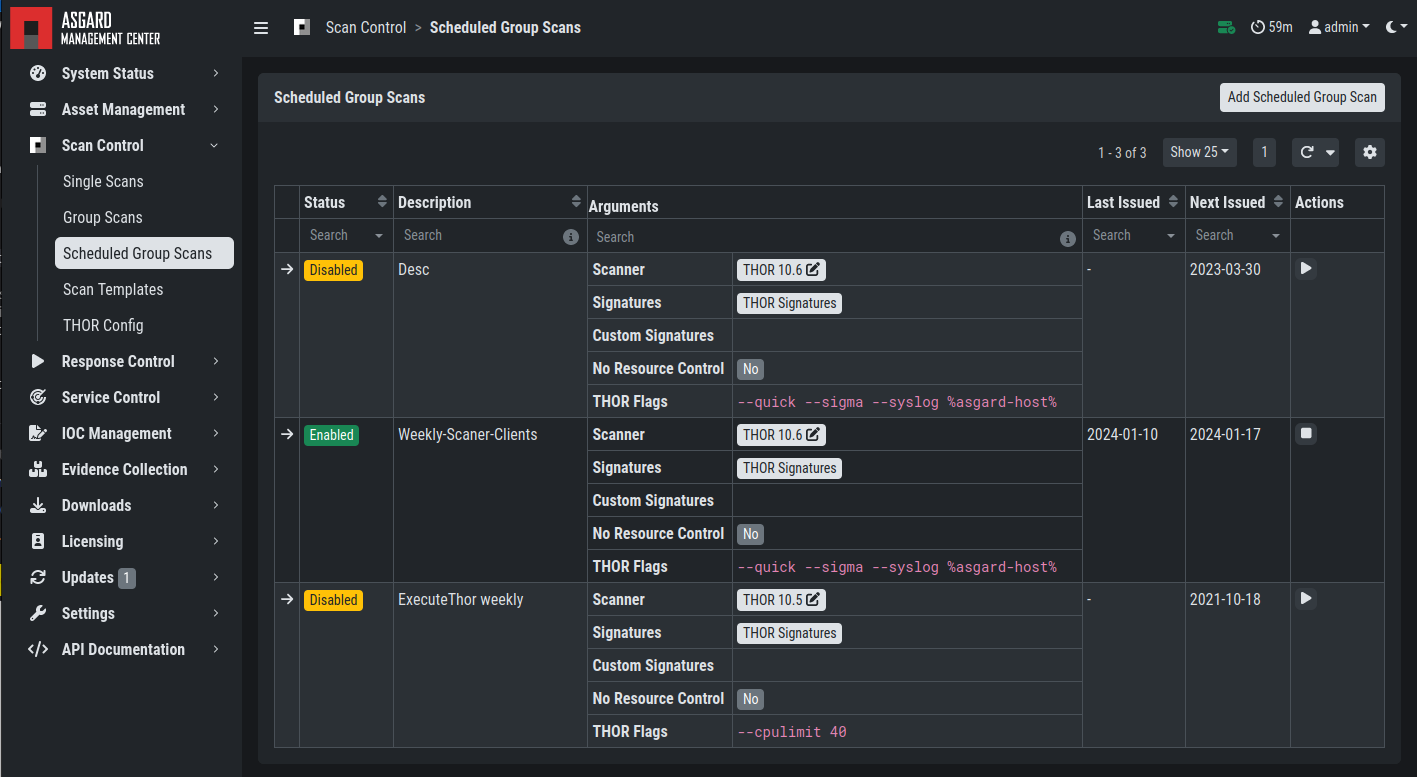 ASGARD
MANAGEMENT CENTER
Scan Control > Scheduled Group Scans
59m
admin
System Status
Asset Management
Scan Control
Single Scans
Group Scans
Scheduled Group Scans
Scan Templates
THOR Config
Response Control
Service Control
IOC Management
Evidence Collection
Downloads
Licensing
Updates 1
Settings
API Documentation
Scheduled Group Scans
Add Scheduled Group Scan
1 - 3 of 3 Show 25 1
Status Description Arguments Last Issued Next Issued Actions
Search Search Search Search Search
Disabled Desc Scanner THOR 10.6 - 2023-03-30
Signatures THOR Signatures
Custom Signatures
No Resource Control No
THOR Flags --quick --sigma --syslog %asgard-host%
Enabled Weekly-Scaner-Clients Scanner THOR 10.6 2024-01-10 2024-01-17
Signatures THOR Signatures
Custom Signatures
No Resource Control No
THOR Flags --quick --sigma --syslog %asgard-host%
Disabled ExecuteThor weekly Scanner THOR 10.5 - 2021-10-18
Signatures THOR Signatures
Custom Signatures
No Resource Control No
THOR Flags --cpulimit 40